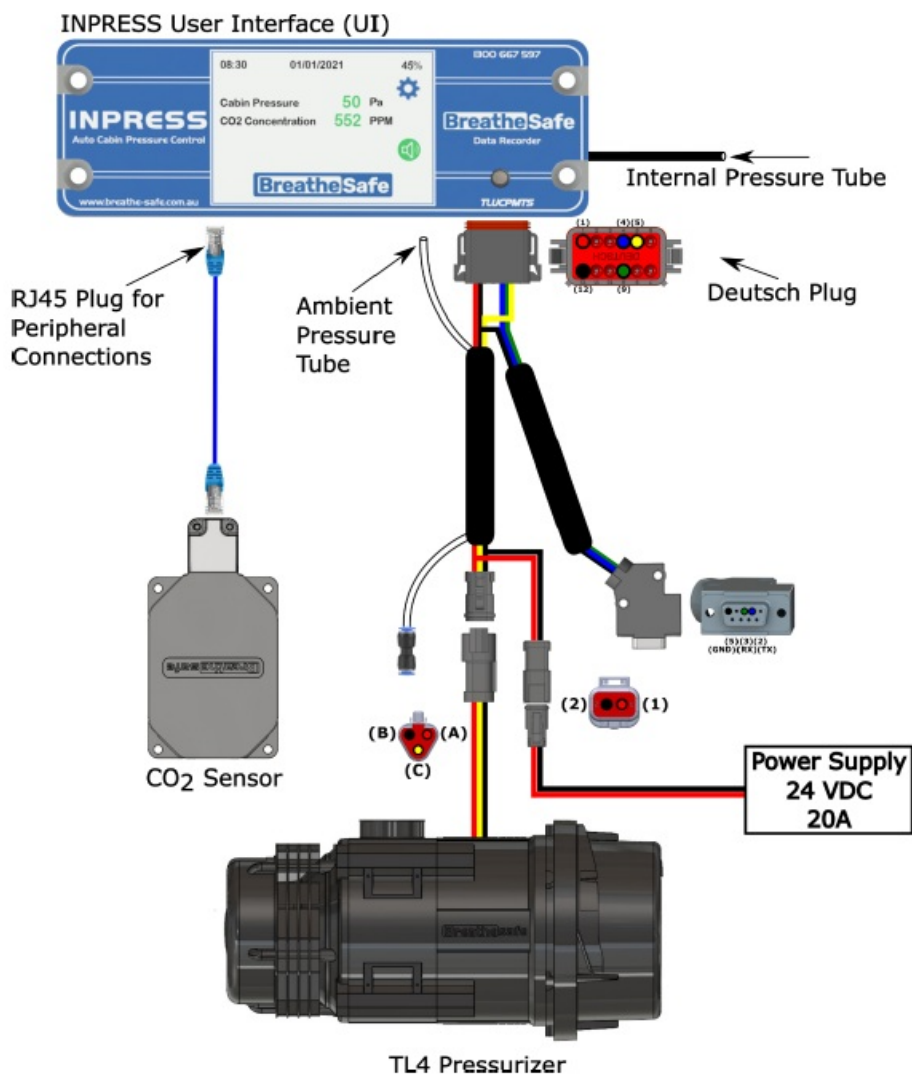 INPRESS User Interface (UI)
1300 667 597
08:30 01/01/2021 45%
Cabin Pressure 50 Pa
CO2 Concentration 552 PPM
INPRESS
Auto Cabin Pressure Control
BreatheSafe
Data Recorder
BreatheSafe
www.breathe-safe.com.au
TLUCPMTS
Internal Pressure Tube
(1) (4)(5)
DEUTSCH
(12) (9)
Deutsch Plug
RJ45 Plug for
Peripheral
Connections
Ambient
Pressure
Tube
(5)(3)(2)
(GND)(RX)(TX)
Breathesafe
CO2 Sensor
(B) (A)
(C)
(2) (1)
Power Supply
24 VDC
20A
Breathesafe
TL4 Pressurizer